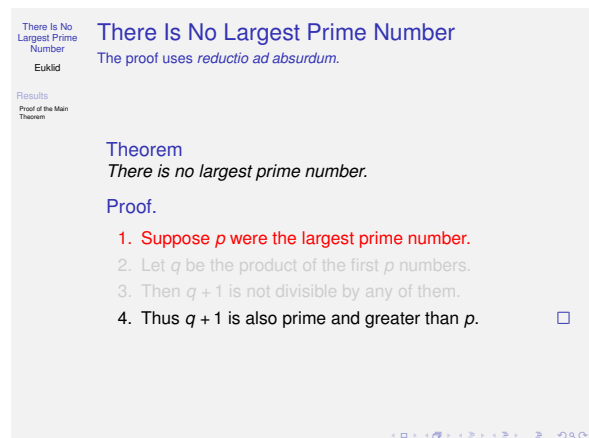 There Is No
Largest Prime
Number
Euklid
Results
Proof of the Main
Theorem
There Is No Largest Prime Number
The proof uses reductio ad absurdum.
Theorem
There is no largest prime number.
Proof.
1. Suppose p were the largest prime number.
2. Let q be the product of the first p numbers.
3. Then q + 1 is not divisible by any of them.
4. Thus q + 1 is also prime and greater than p.